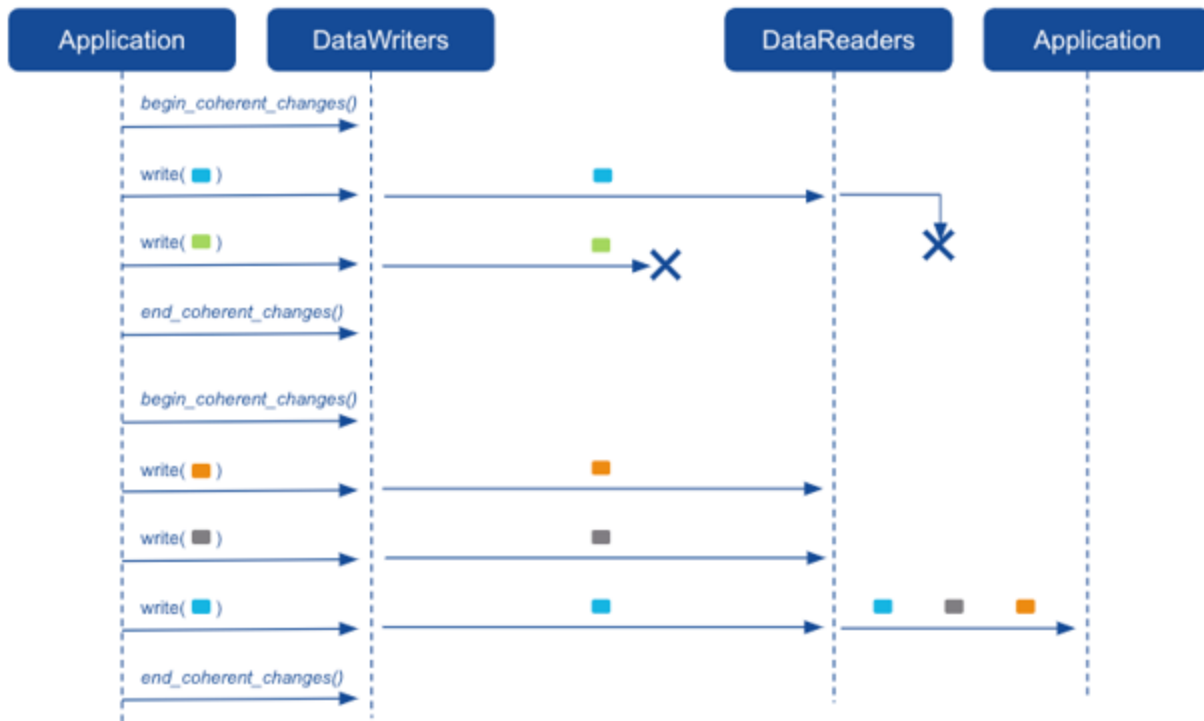 Application DataWriters DataReaders Application
begin_coherent_changes()
write( )
write( )
end_coherent_changes()
begin_coherent_changes()
write( )
write( )
write( )
end_coherent_changes()